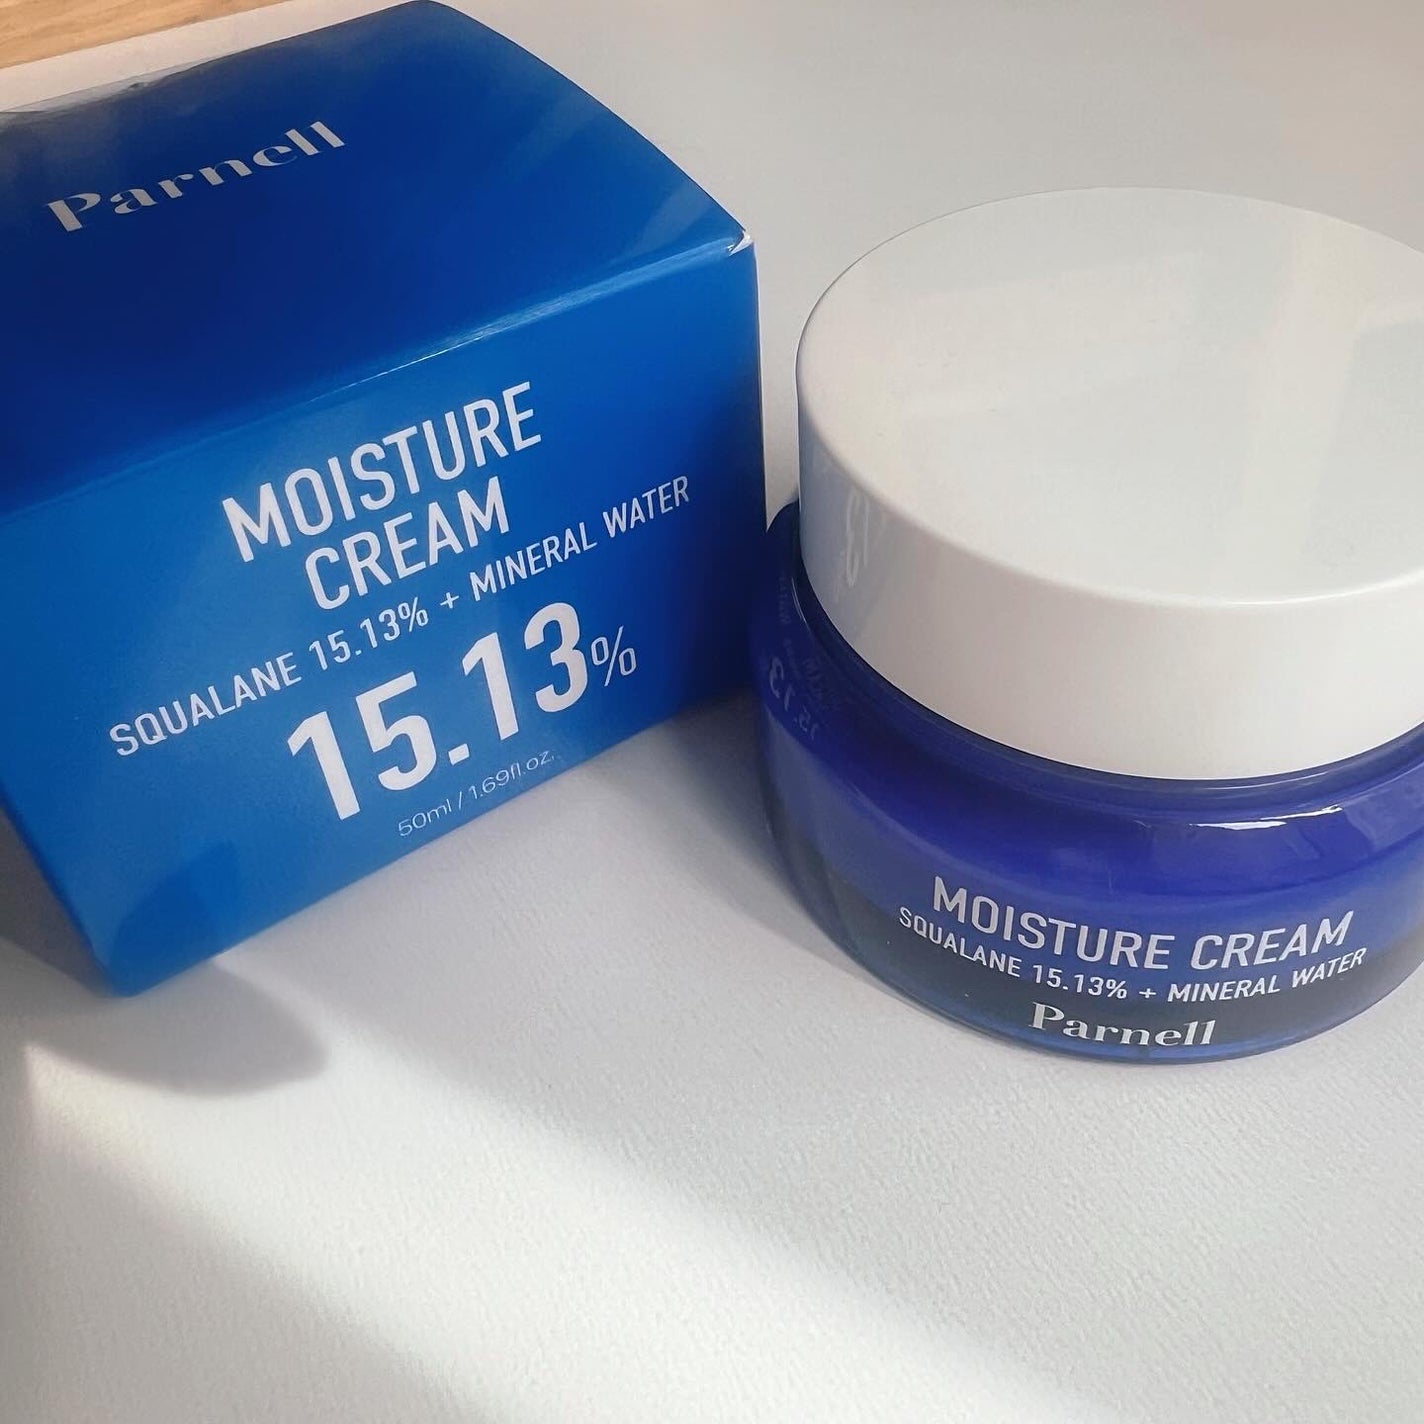 Parnell
MOISTURE
CREAM
SQUALANE 15.13% + MINERAL WATER
15.13%
50ml / 1.69fl.oz.
MOISTURE CREAM
SQUALANE 15.13% + MINERAL WATER
Parnell